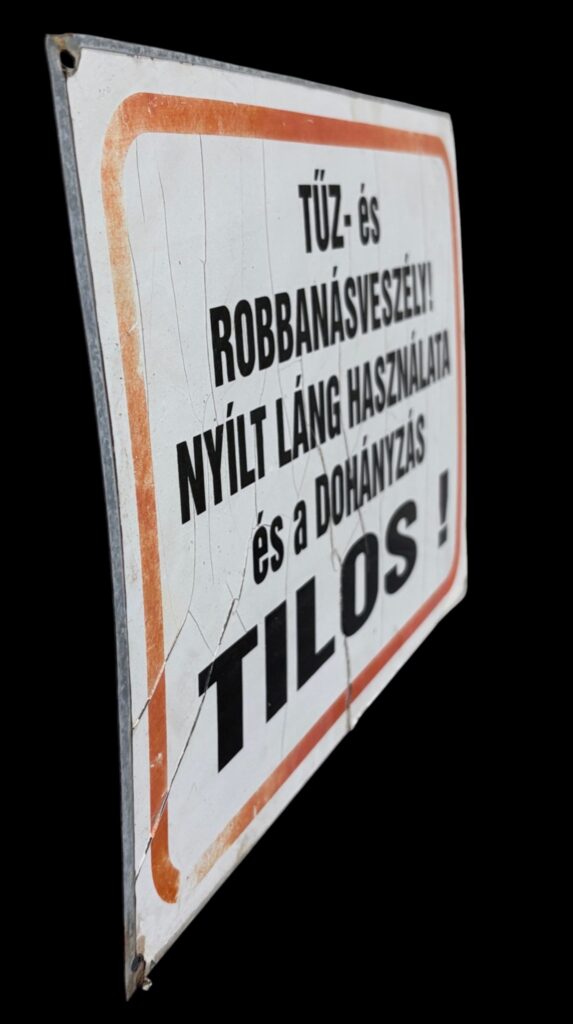 TŰZ- és
ROBBANÁSVESZÉLY!
NYÍLT LÁNG HASZNÁLATA
és a DOHÁNYZÁS
TILOS !